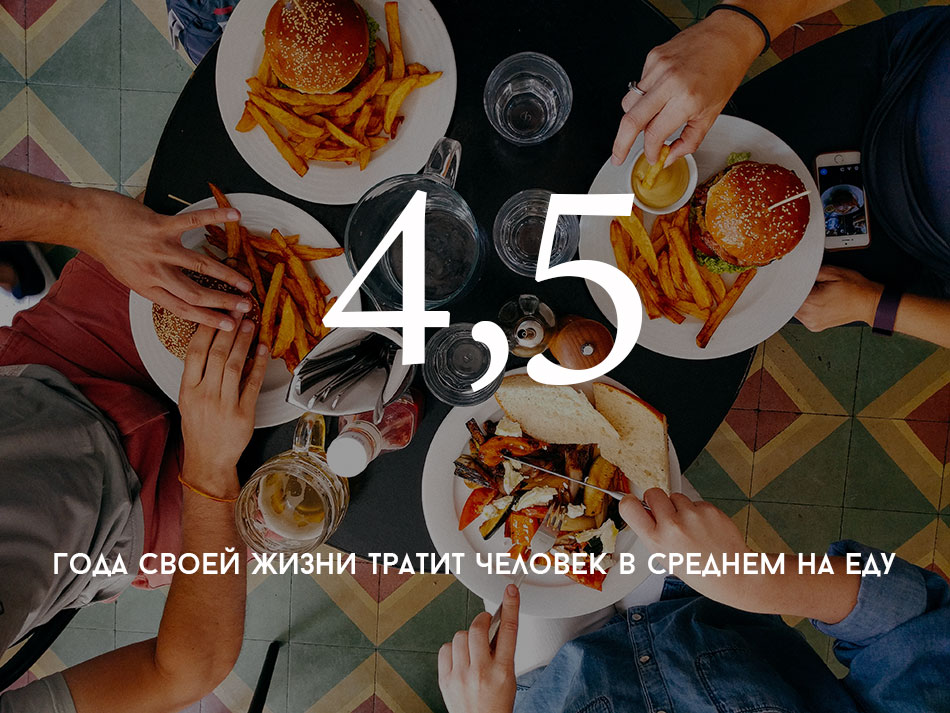 4,5
ГОДА СВОЕЙ ЖИЗНИ ТРАТИТ ЧЕЛОВЕК В СРЕДНЕМ НА ЕДУ